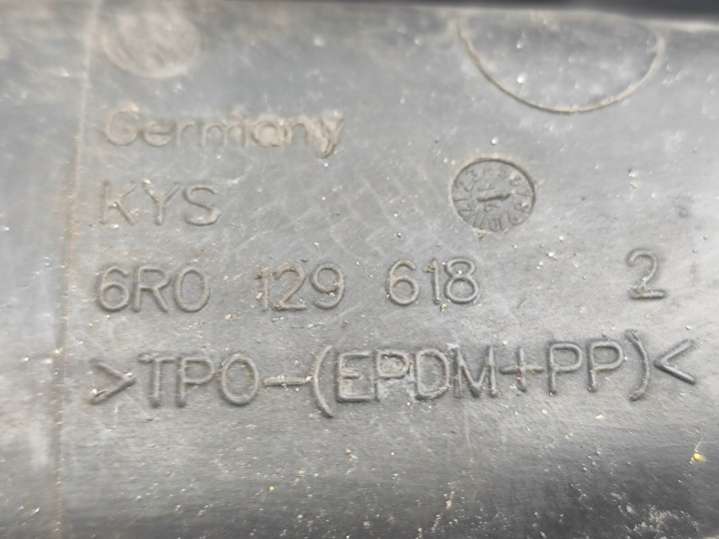 Germany
KYS
6R0 129 618 2
>TPO-(EPDM+PP)<